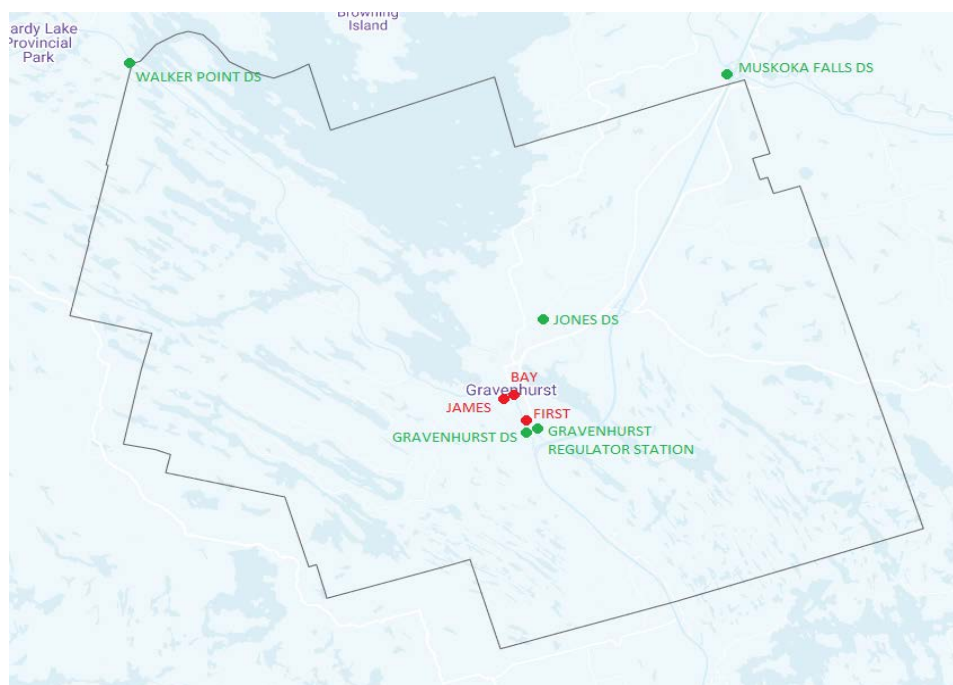 ardy Lake
Provincial
Park
Browning
Island
WALKER POINT DS
MUSKOKA FALLS DS
JONES DS
BAY
Gravenhurst
JAMES
FIRST
GRAVENHURST DS
GRAVENHURST
REGULATOR STATION